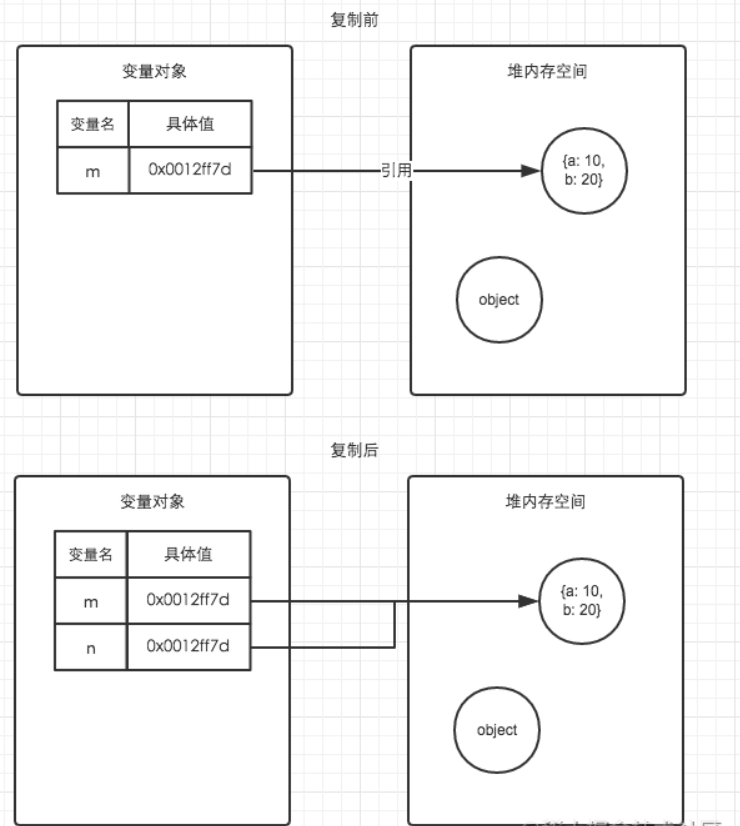 复制前
变量对象
堆内存空间
变量名 具体值
m 0x0012ff7d
引用
{a: 10,
b: 20}
object
复制后
变量对象
堆内存空间
变量名 具体值
m 0x0012ff7d
n 0x0012ff7d
{a: 10,
b: 20}
object